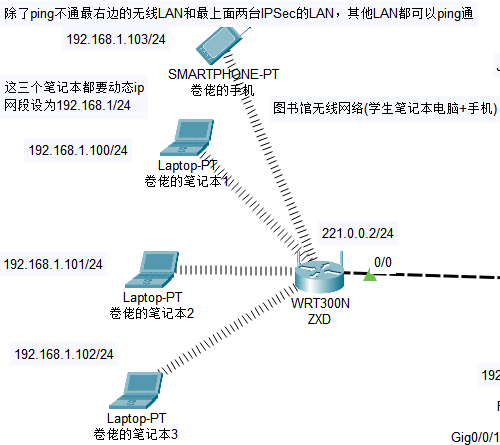 除了ping不通最右边的无线LAN和最上面两台IPSec的LAN，其他LAN都可以ping通
192.168.1.103/24
SMARTPHONE-PT
卷佬的手机
这三个笔记本都要动态ip
网段设为192.168.1/24
图书馆无线网络(学生笔记本电脑+手机)
192.168.1.100/24
Laptop-PT
卷佬的笔记本1
221.0.0.2/24
0/0
192.168.1.101/24
Laptop-PT
卷佬的笔记本2
WRT300N
ZXD
192.168.1.102/24
192
Laptop-PT
卷佬的笔记本3
Gig0/0/1